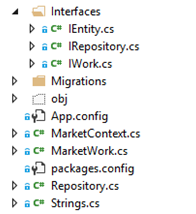 Interfaces
C# IEntity.cs
C# IRepository.cs
C# IWork.cs
Migrations
obj
App.config
C# MarketContext.cs
C# MarketWork.cs
packages.config
C# Repository.cs
C# Strings.cs